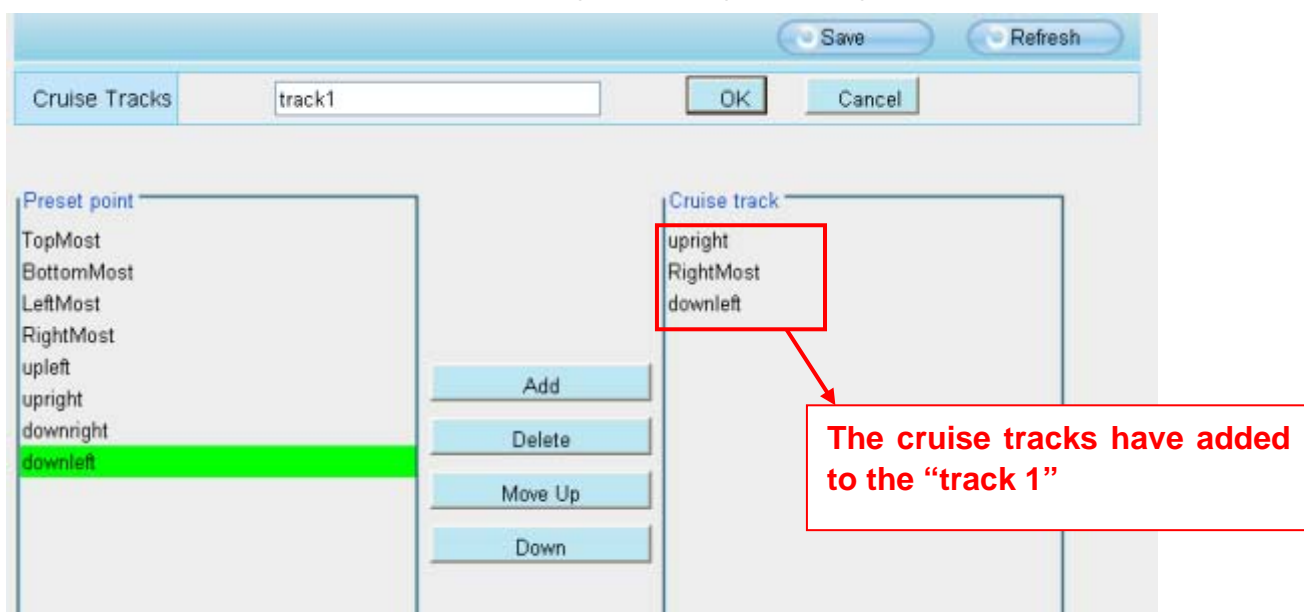 Save Refresh
Cruise Tracks track1 OK Cancel
Preset point
TopMost
BottomMost
LeftMost
RightMost
upleft
upright
downright
downleft
Add
Delete
Move Up
Down
Cruise track
upright
RightMost
downleft
The cruise tracks have added
to the “track 1”